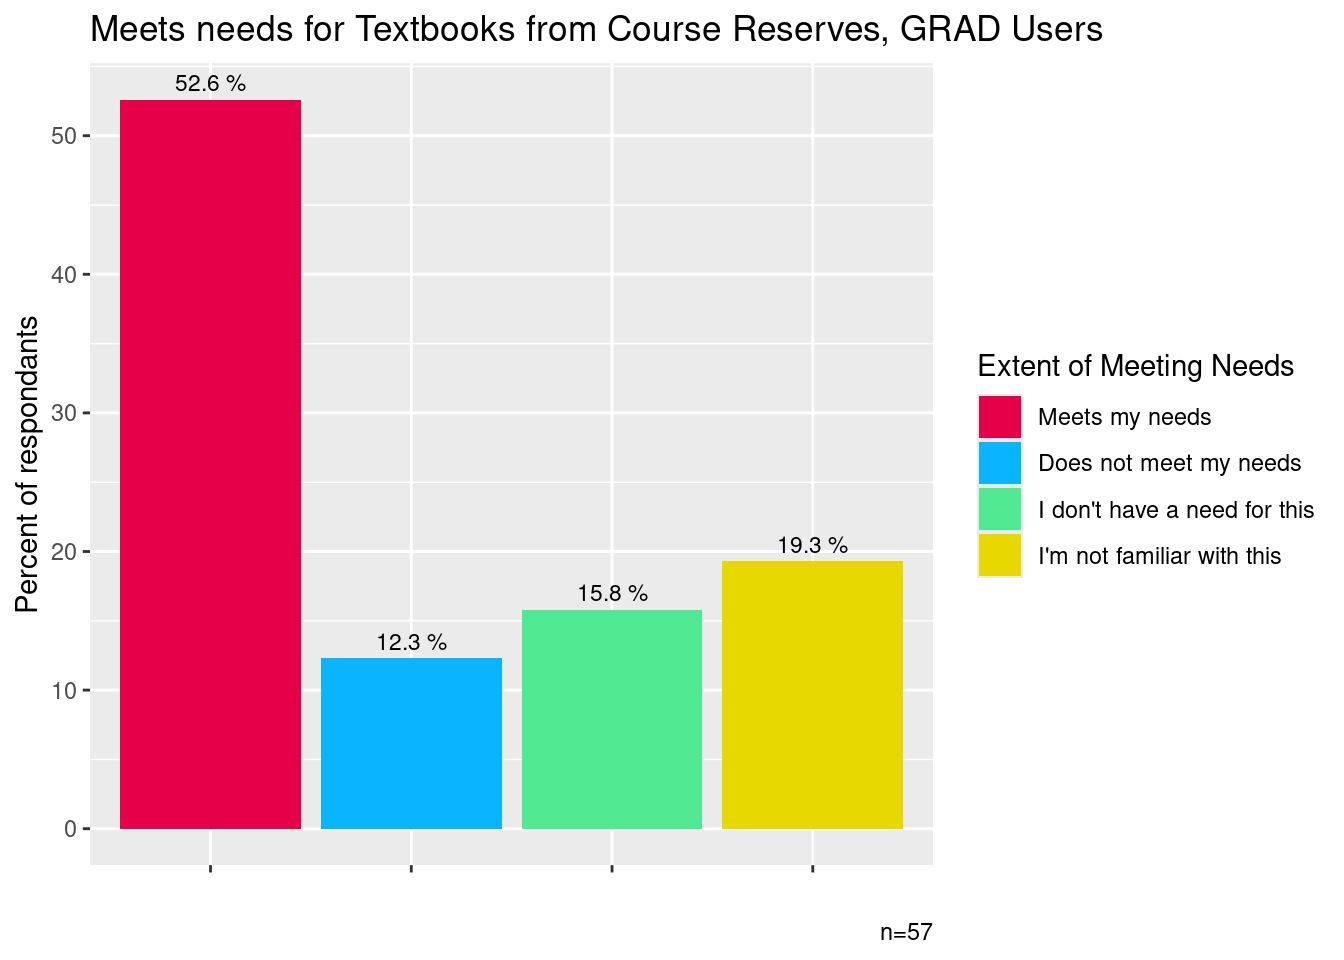 Meets needs for Textbooks from Course Reserves, GRAD Users
52.6 %
12.3 %
15.8 %
19.3 %
50
40
30
20
10
0
Percent of respondants
Extent of Meeting Needs
Meets my needs
Does not meet my needs
I don't have a need for this
I'm not familiar with this
n=57